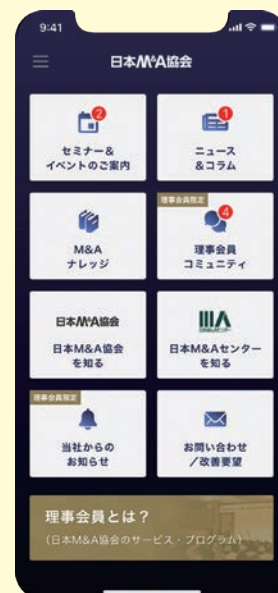 9:41
日本M&A協会
2
セミナー&
イベントのご案内
1
ニュース
&コラム
M&A
ナレッジ
理事会員限定
4
理事会員
コミュニティ
日本M&A協会
日本M&A協会
を知る
日本M&Aセンター
を知る
理事会員限定
当社からの
お知らせ
お問い合わせ
／改善要望
理事会員とは？
(日本M&A協会のサービス・プログラム)